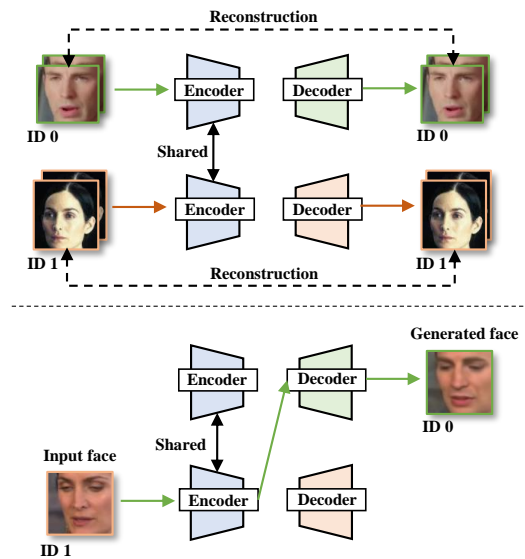 Reconstruction
Encoder
Decoder
ID 0
ID 0
Shared
Encoder
Decoder
ID 1
ID 1
Reconstruction
Generated face
Encoder
Decoder
ID 0
Shared
Input face
Encoder
Decoder
ID 1